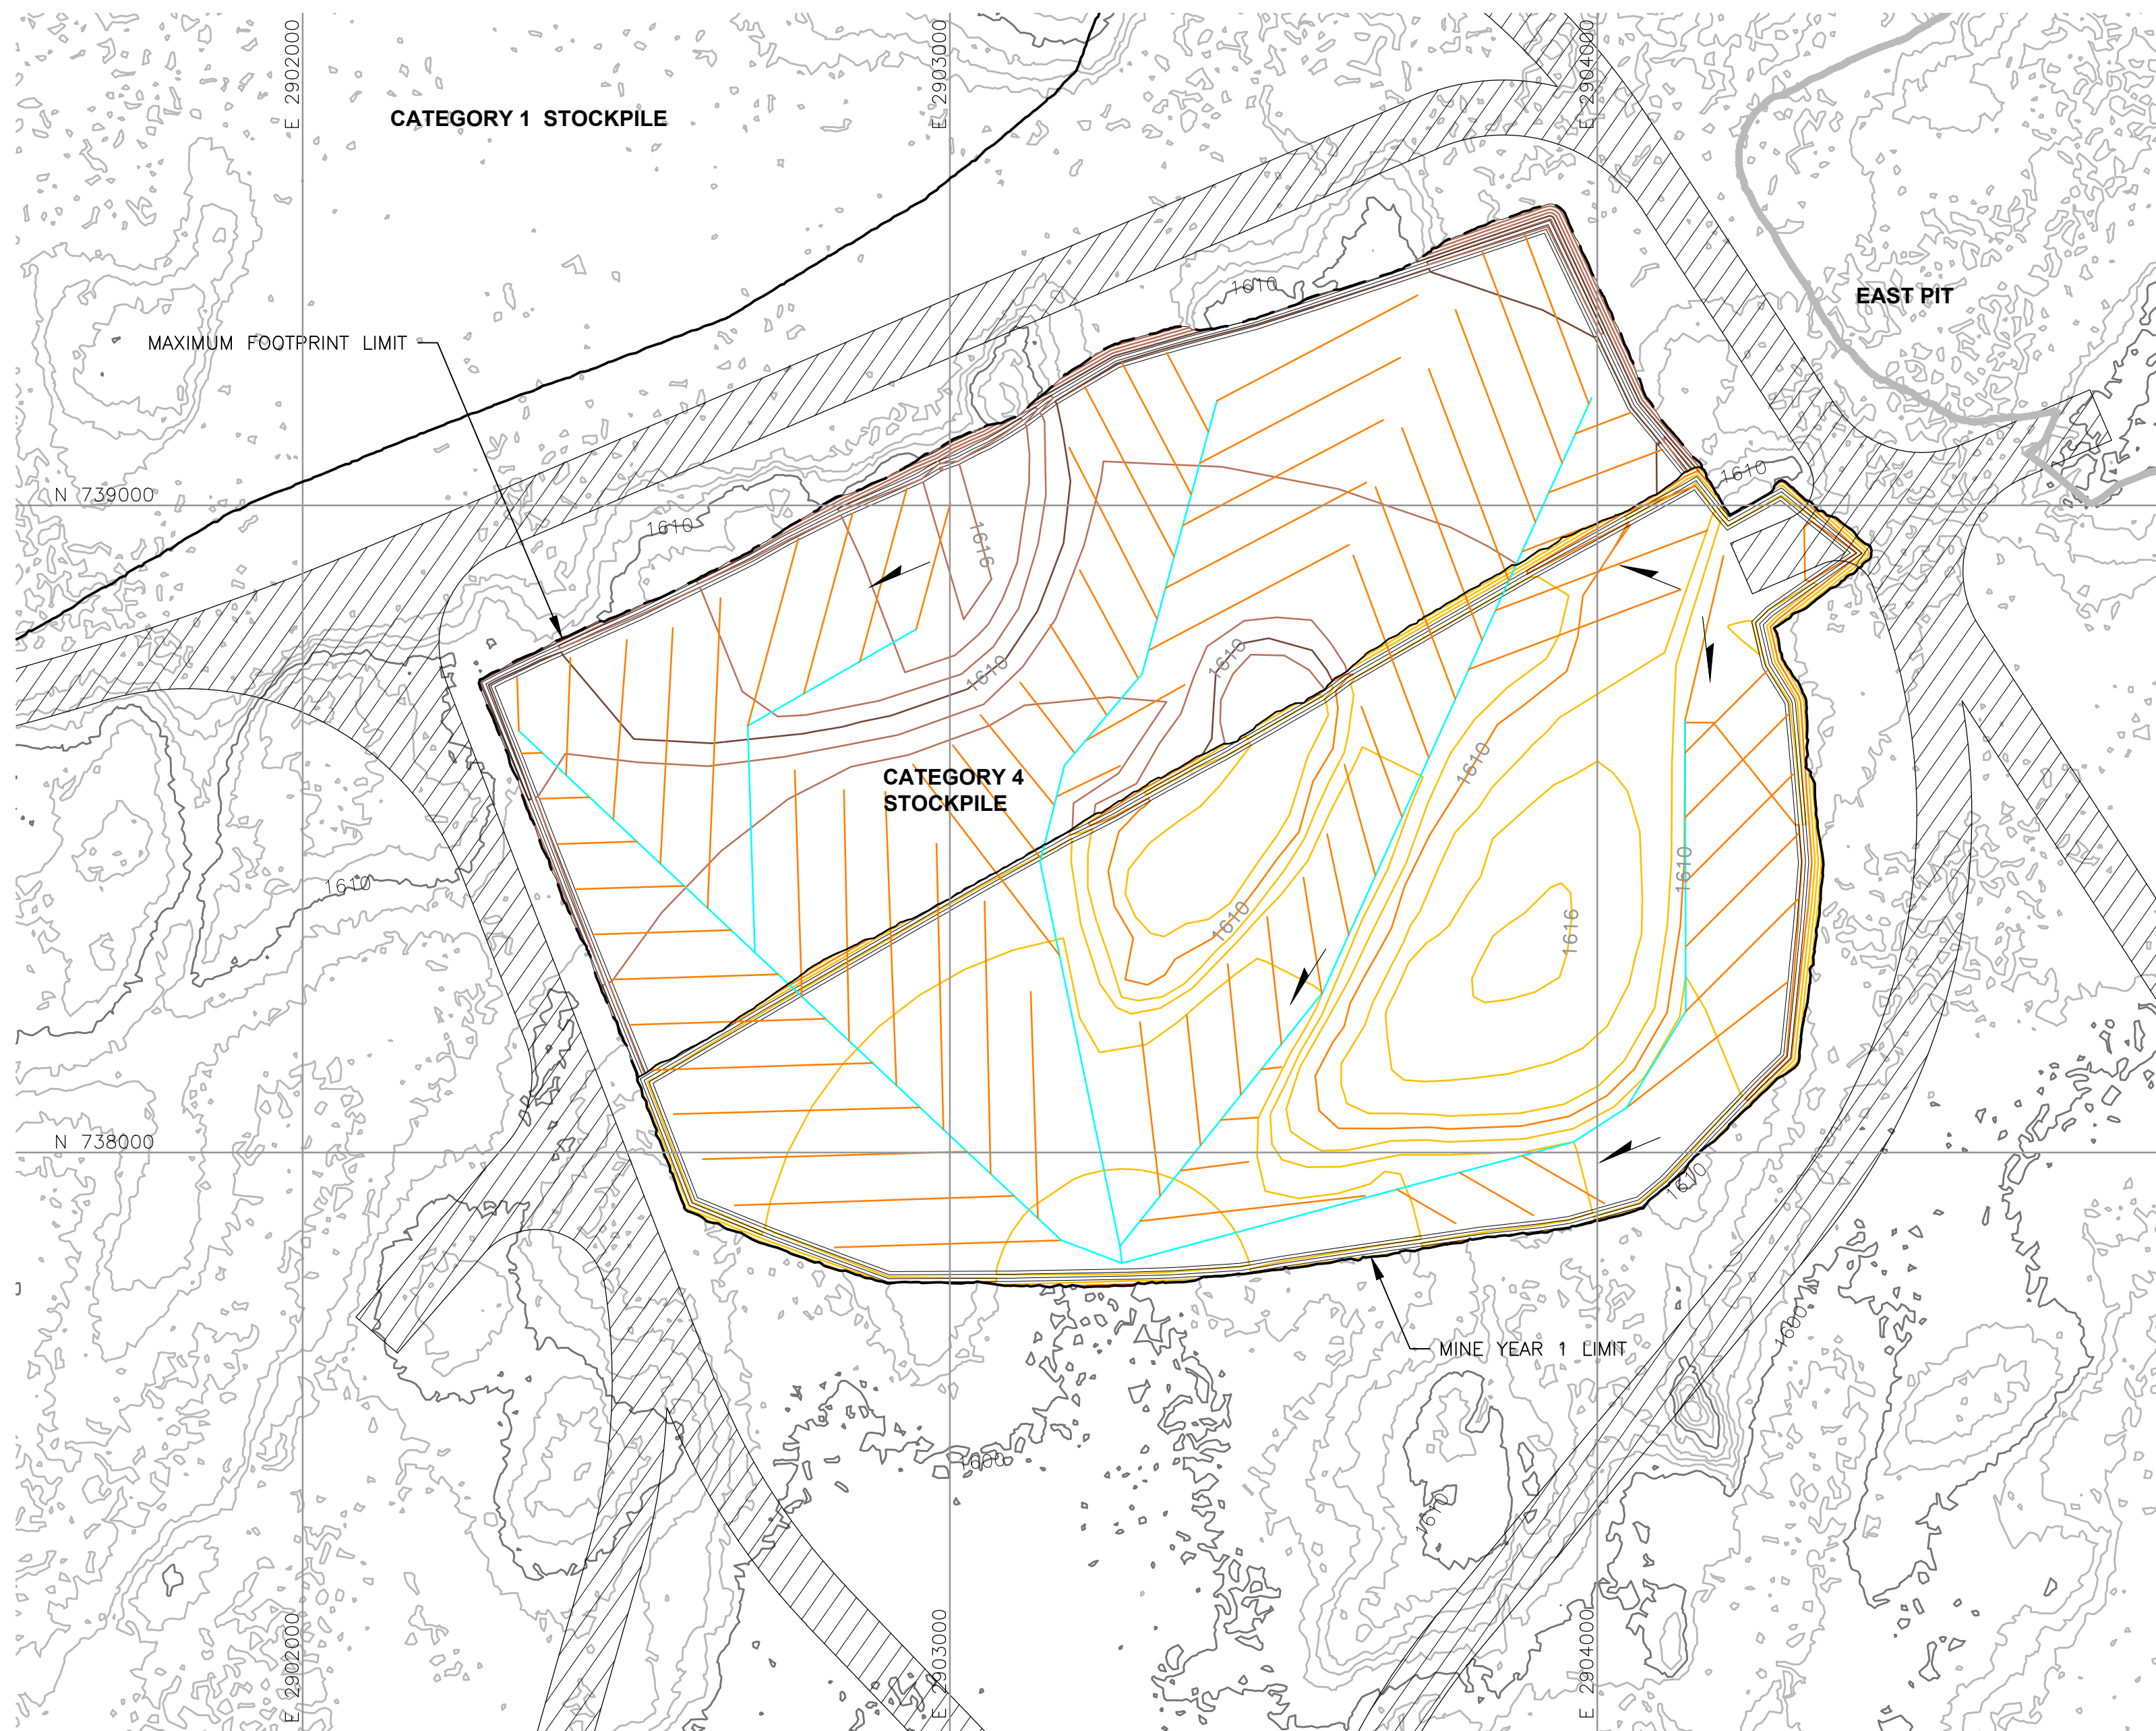 E 2902000
E 2903000
E 2904000
CATEGORY 1 STOCKPILE
EAST PIT
1610
MAXIMUM FOOTPRINT LIMIT
1610
N 739000
1610
1616
1610
1610
1610
CATEGORY 4
STOCKPILE
1610
1610
1610
1616
N 738000
1610
1600
MINE YEAR 1 LIMIT
1600
1610
E 2902000
E 2903000
E 2904000